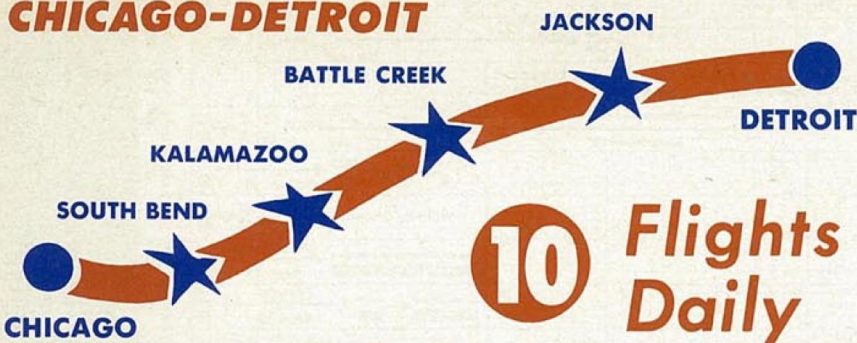 CHICAGO-DETROIT
JACKSON
BATTLE CREEK
DETROIT
KALAMAZOO
SOUTH BEND
10 Flights
Daily
CHICAGO